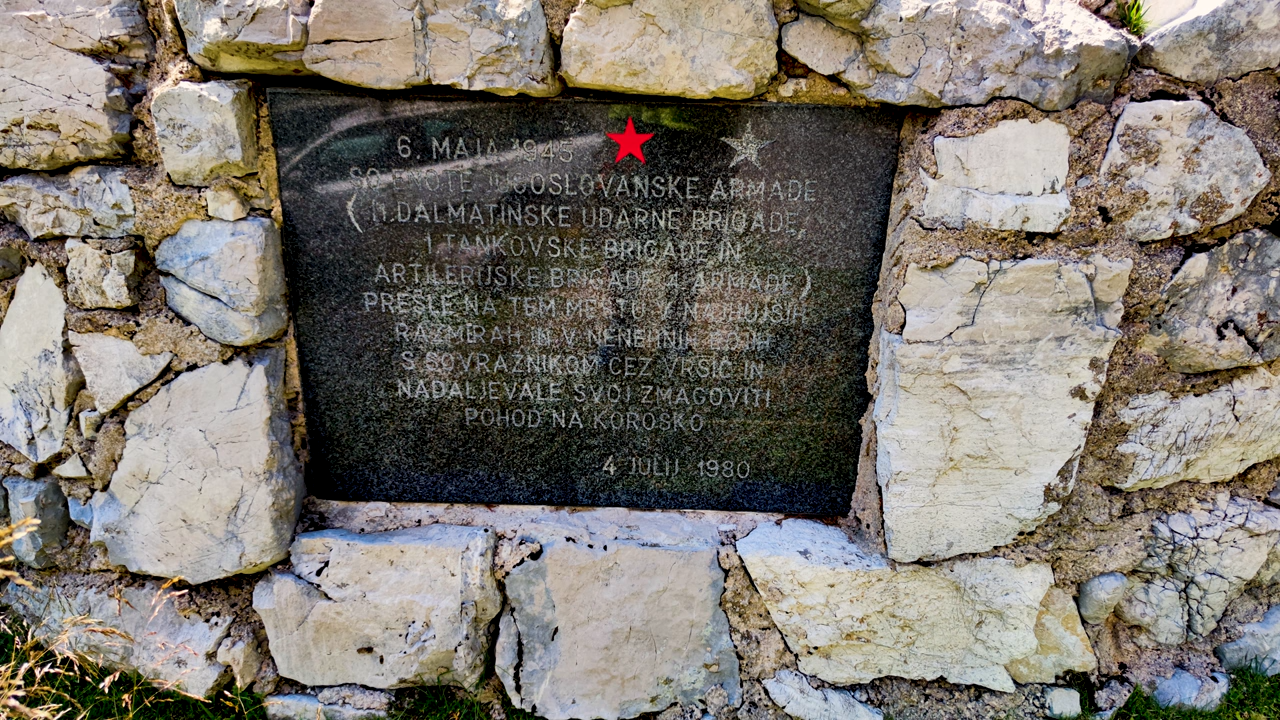 6. MAJA 1945
SO ENOTE JUGOSLOVANSKE ARMADE
(11.DALMATINSKE UDARNE BRIGADE,
I TANKOVSKE BRIGADE IN
ARTILERIJSKE BRIGADE 4 ARMADE)
PREŠLE NA TEM MESTU V NAJHUJŠIH
RAZMERAH IN V NENEHNIH BOJIH
S SOVRAŽNIKOM ČEZ VRŠIČ IN
NADALJEVALE SVOJ ZMAGOVITI
POHOD NA KOROŠKO
4 JULIJ 1980